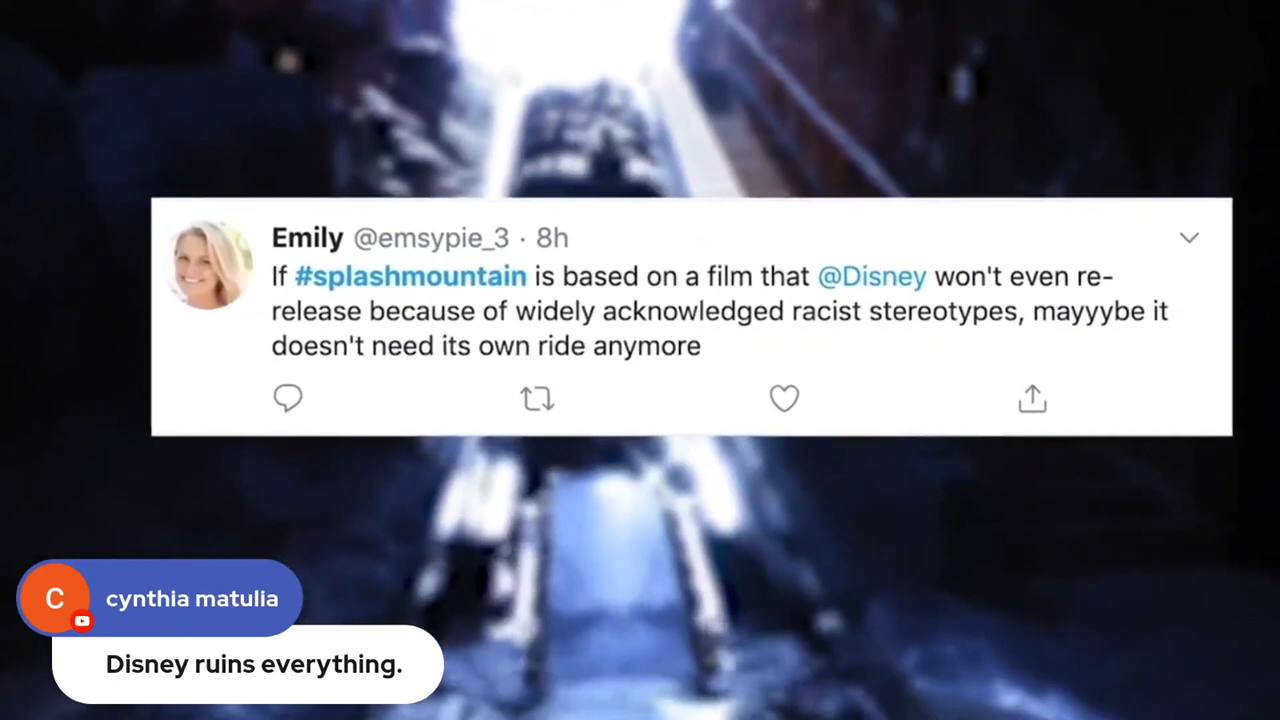 Emily @emsypie_3 · 8h
If #splashmountain is based on a film that @Disney won't even re-
release because of widely acknowledged racist stereotypes, mayyybe it
doesn't need its own ride anymore
C
cynthia matulia
Disney ruins everything.